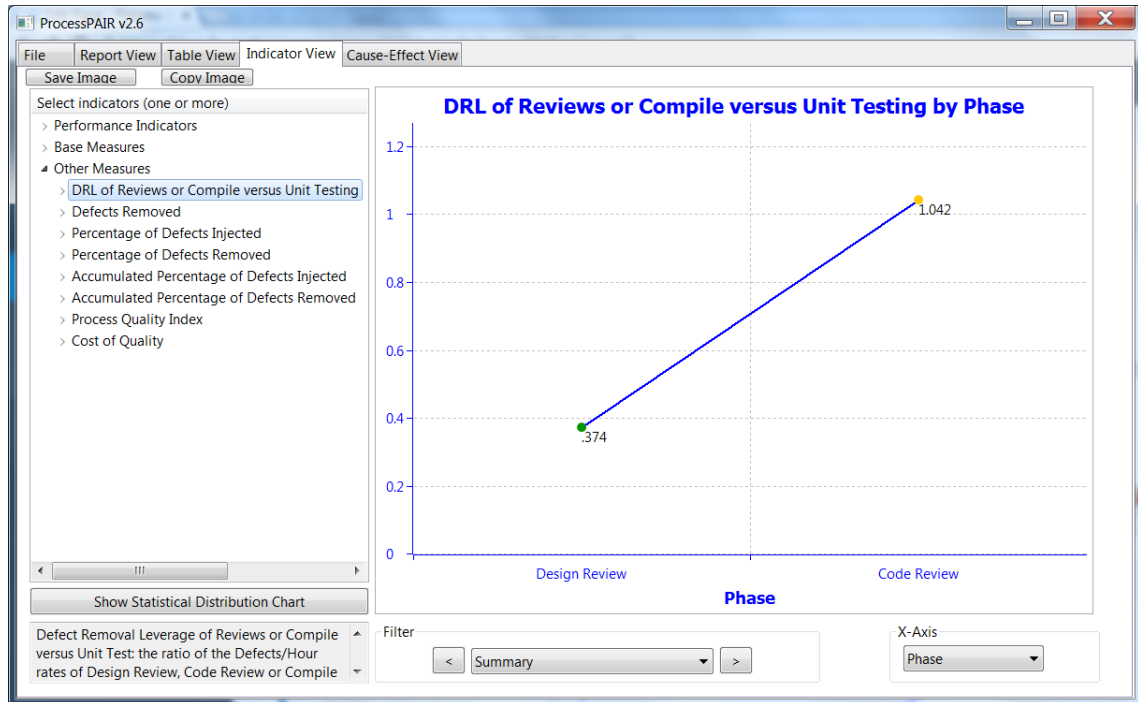 ProcessPAIR v2.6
File Report View Table View Indicator View Cause-Effect View
Save Image Copy Image
Select indicators (one or more)
Performance Indicators
Base Measures
Other Measures
DRL of Reviews or Compile versus Unit Testing
Defects Removed
Percentage of Defects Injected
Percentage of Defects Removed
Accumulated Percentage of Defects Injected
Accumulated Percentage of Defects Removed
Process Quality Index
Cost of Quality
Show Statistical Distribution Chart
Defect Removal Leverage of Reviews or Compile
versus Unit Test: the ratio of the Defects/Hour
rates of Design Review, Code Review or Compile
DRL of Reviews or Compile versus Unit Testing by Phase
1.2
1
0.8
0.6
0.4
0.2
0
1.042
.374
Design Review Code Review
Phase
Filter
< Summary >
X-Axis
Phase